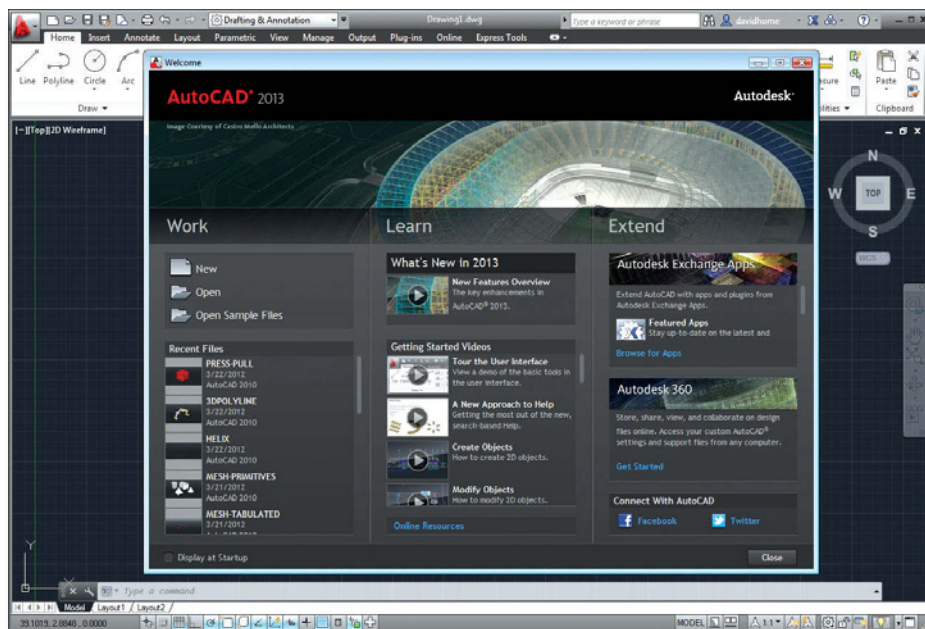 Drafting & Annotation
Drawing1.dwg
Type a keyword or phrase
davidhome
Home Insert Annotate Layout Parametric View Manage Output Plug-ins Online Express Tools
Line Polyline Circle Arc
Draw
Paste
Clipboard
[−][Top][2D Wireframe]
Welcome
AutoCAD® 2013
Autodesk®
Image Courtesy of Castro Mello Architects
N
W TOP E
S
WCS
Work
New
Open
Open Sample Files
Recent Files
PRESS-PULL
3/22/2012
AutoCAD 2010
3DPOLYLINE
3/22/2012
AutoCAD 2010
HELIX
3/22/2012
AutoCAD 2010
MESH-PRIMITIVES
3/21/2012
AutoCAD 2010
MESH-TABULATED
3/21/2012
Learn
What's New in 2013
New Features Overview
The key enhancements in
AutoCAD® 2013.
Getting Started Videos
Tour the User Interface
View a demo of the basic tools in
the user interface.
A New Approach to Help
Getting the most out of the new,
search-based Help.
Create Objects
How to create 2D objects.
Modify Objects
How to modify 2D objects.
Online Resources
Extend
Autodesk Exchange Apps
Extend AutoCAD with apps and plugins from
Autodesk Exchange Apps.
Featured Apps
Stay up-to-date on the latest and
Browse for Apps
Autodesk 360
Store, share, view, and collaborate on design
files online. Access your custom AutoCAD®
settings and support files from any computer.
Get Started
Connect With AutoCAD
Facebook Twitter
Display at Startup
Close
Y
X
Type a command
Model Layout1 Layout2
39.1019, 2.8848, 0.0000
MODEL
1:1